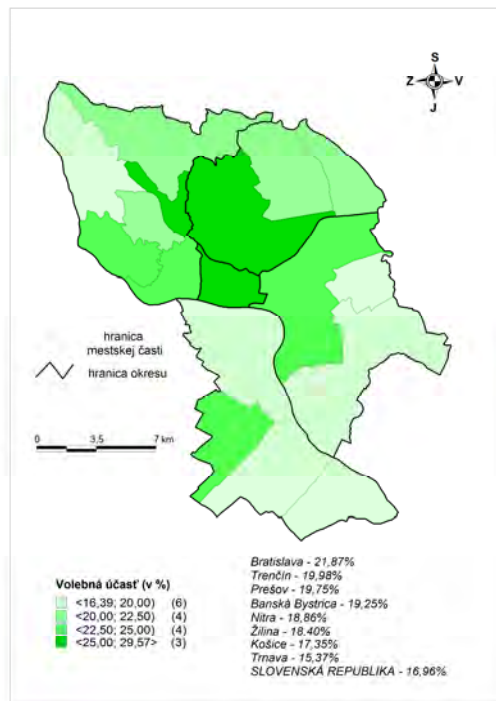 S
Z V
J
hranica
mestskej časti
hranica okresu
0 3,5 7 km
Volebná účasť (v %)
<16,39; 20,00) (6)
<20,00; 22,50) (4)
<22,50; 25,00) (4)
<25,00; 29,57> (3)
Bratislava - 21,87%
Trenčín - 19,98%
Prešov - 19,75%
Banská Bystrica - 19,25%
Nitra - 18,86%
Žilina - 18.40%
Košice - 17,35%
Trnava - 15,37%
SLOVENSKÁ REPUBLIKA - 16,96%